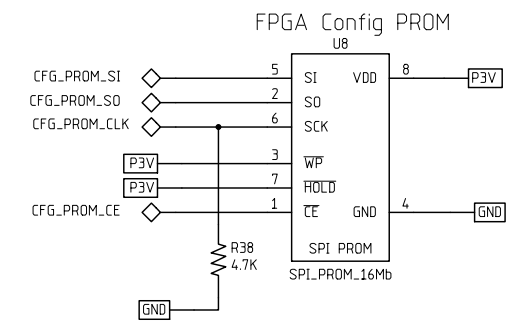 FPGA Config PROM
U8
CFG_PROM_SI 5 SI VDD 8 P3V
CFG_PROM_SO 2 SO
CFG_PROM_CLK 6 SCK
P3V 3 WP
P3V 7 HOLD
CFG_PROM_CE 1 CE GND 4 GND
R38 SPI PROM
4.7K
SPI_PROM_16Mb
GND